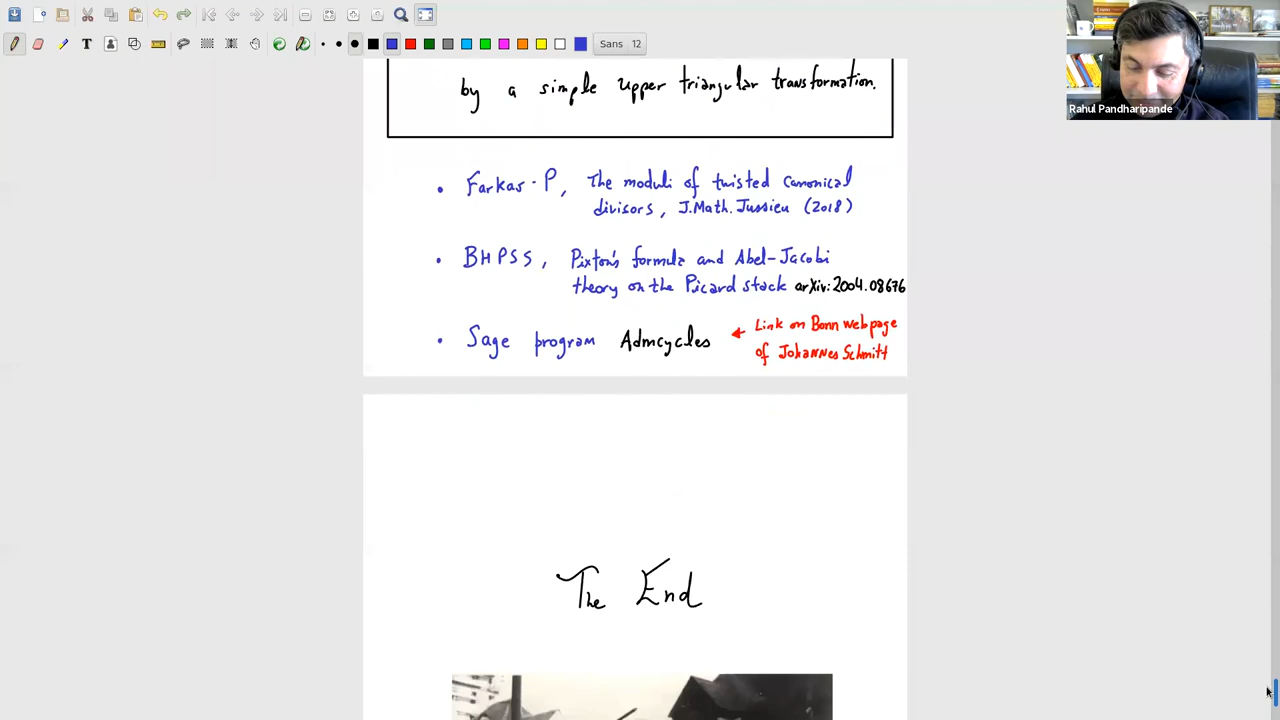 Sans 12
Rahul Pandharipande
by a simple upper triangular transformation.
• Farkas - P, The moduli of twisted canonical
divisors, J. Math. Jussieu (2018)
• BHPSS, Pixton's formula and Abel-Jacobi
theory on the Picard stack arXiv:2004.08676
• Sage program Admcycles ← Link on Bonn webpage
of Johannes Schmitt
The End